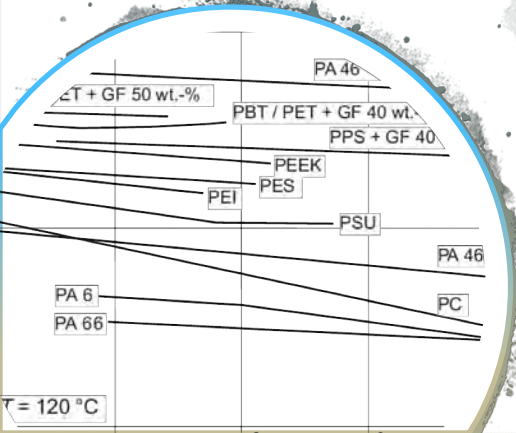 PA 46
ET + GF 50 wt.-%
PBT / PET + GF 40 wt.-
PPS + GF 40
PEEK
PES
PEI
PSU
PA 46
PA 6
PC
PA 66
T = 120 °C